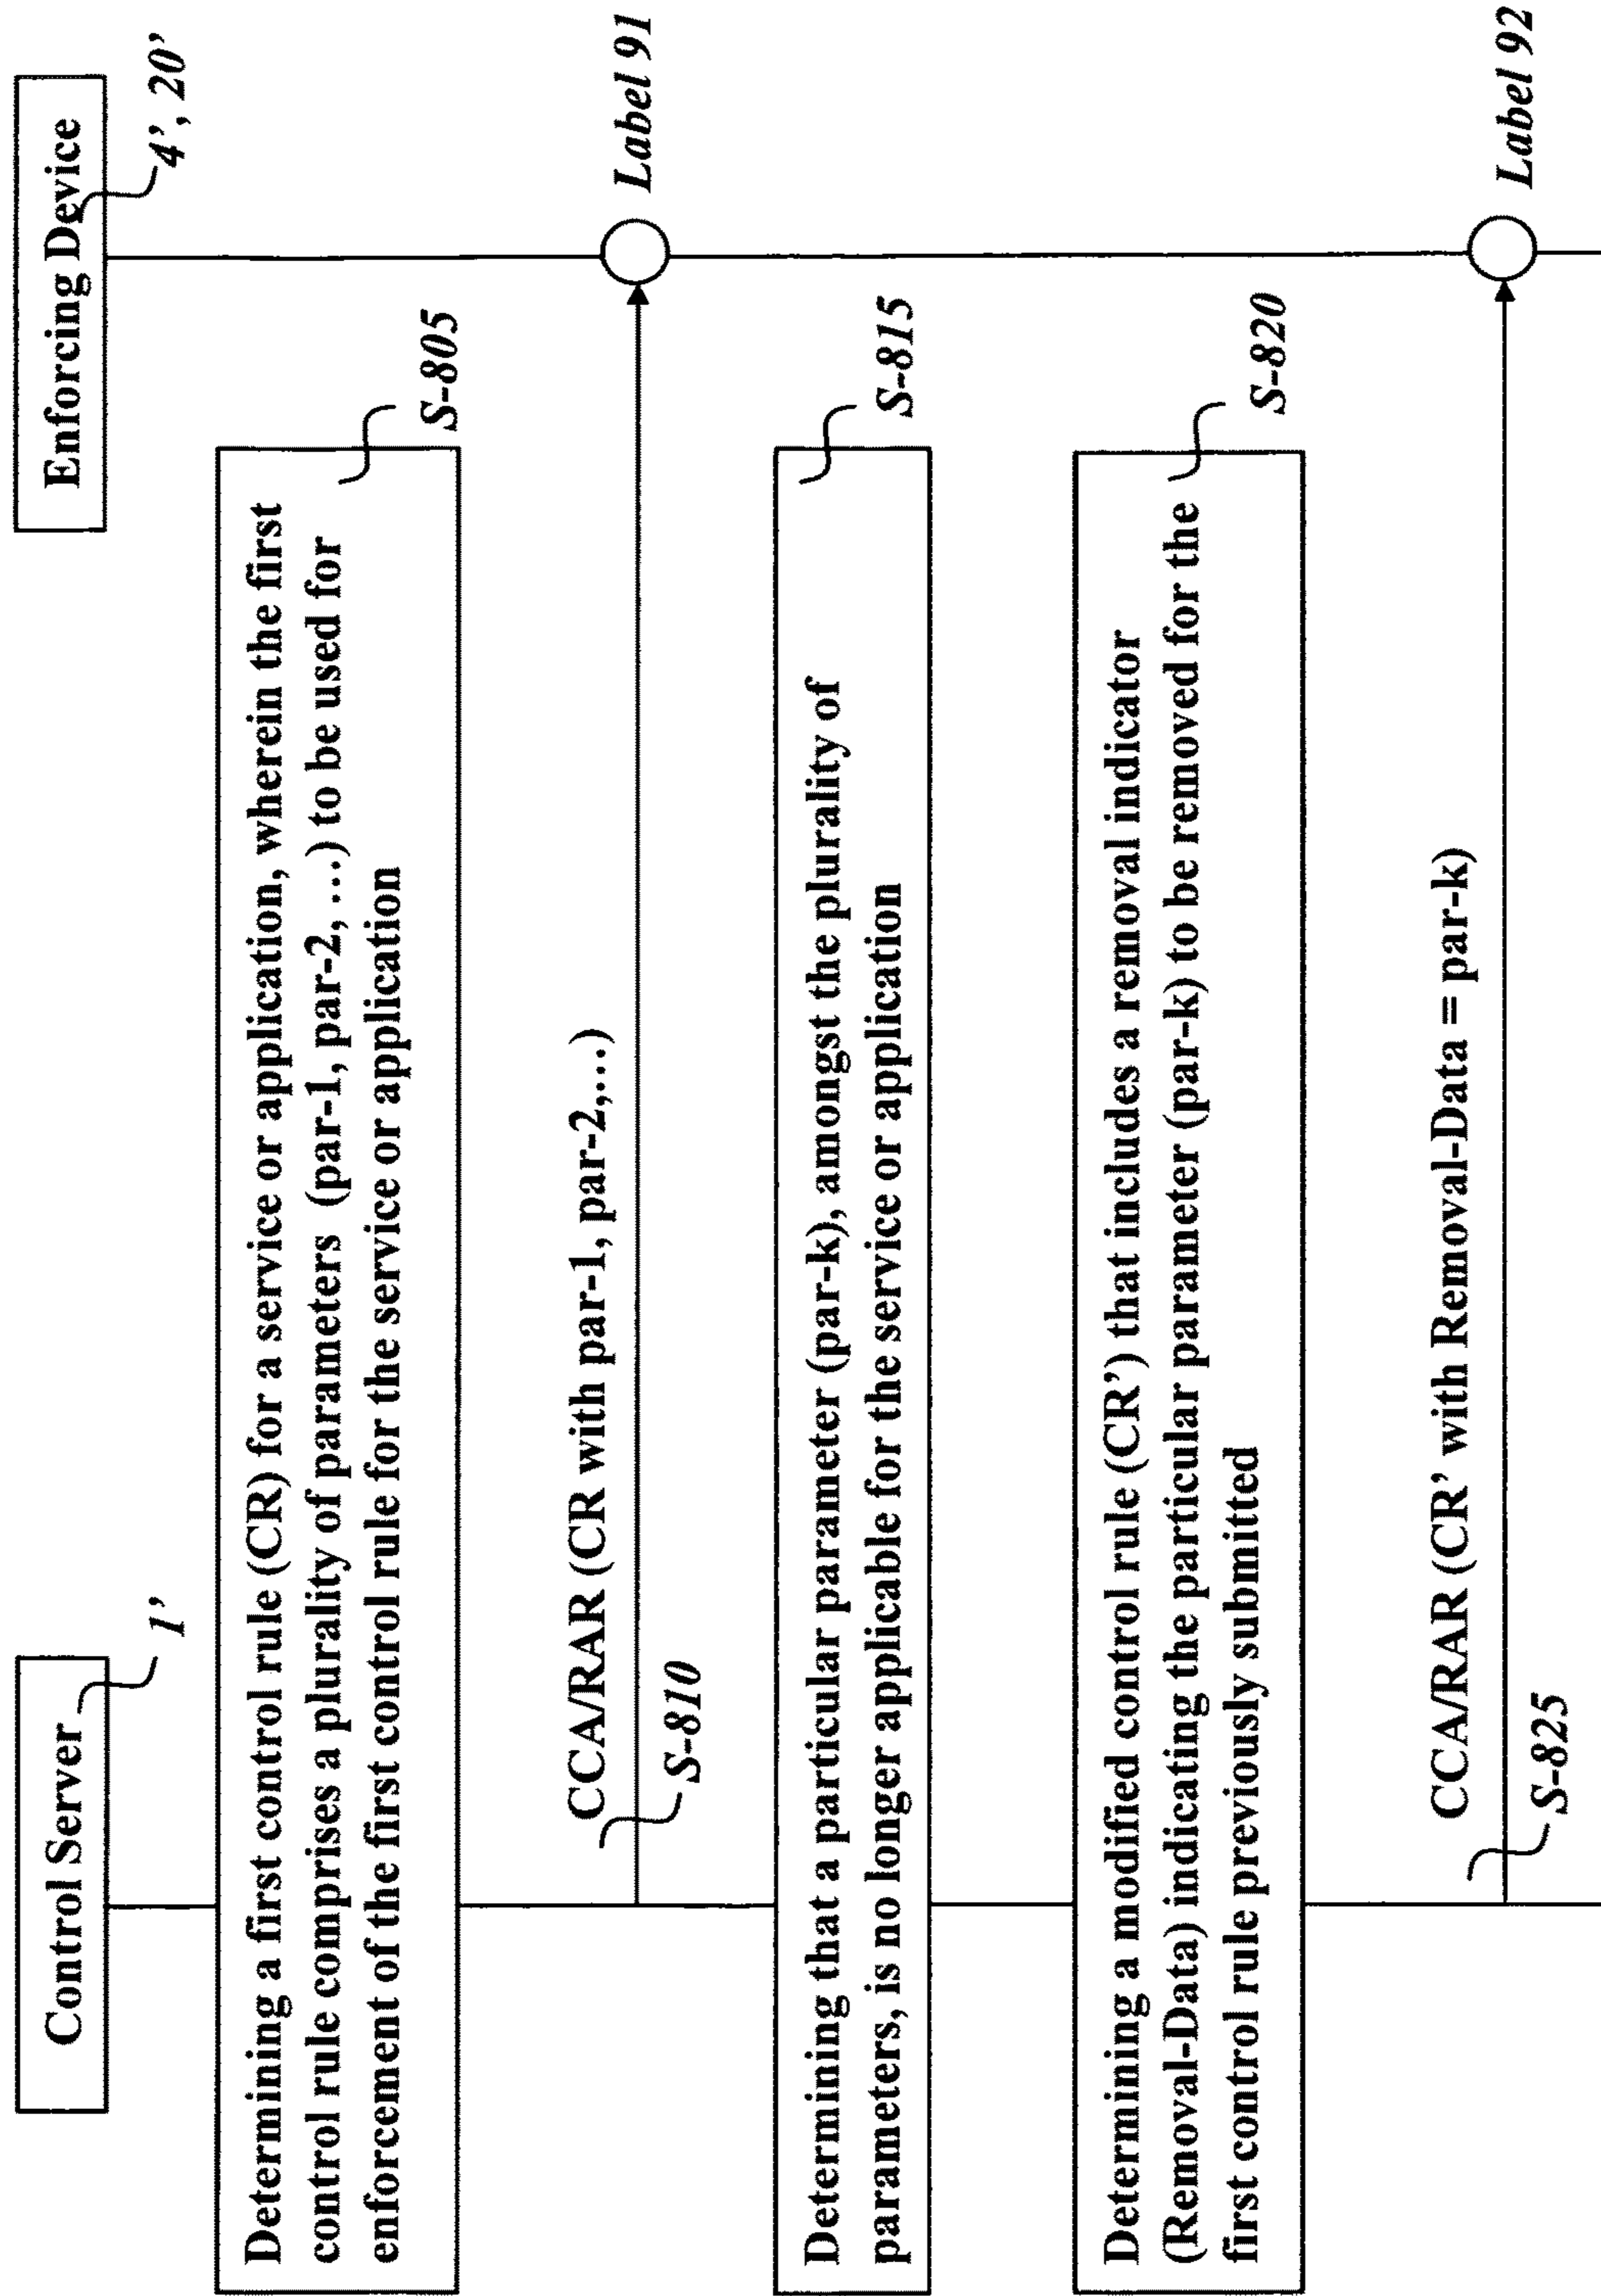 Control Server
1’
Enforcing Device
4’, 20’
Determining a first control rule (CR) for a service or application, wherein the first
control rule comprises a plurality of parameters (par-1, par-2, …) to be used for
enforcement of the first control rule for the service or application
S-805
CCA/RAR (CR with par-1, par-2,…)
S-810
Label 91
Determining that a particular parameter (par-k), amongst the plurality of
parameters, is no longer applicable for the service or application
S-815
Determining a modified control rule (CR’) that includes a removal indicator
(Removal-Data) indicating the particular parameter (par-k) to be removed for the
first control rule previously submitted
S-820
CCA/RAR (CR’ with Removal-Data = par-k)
S-825
Label 92